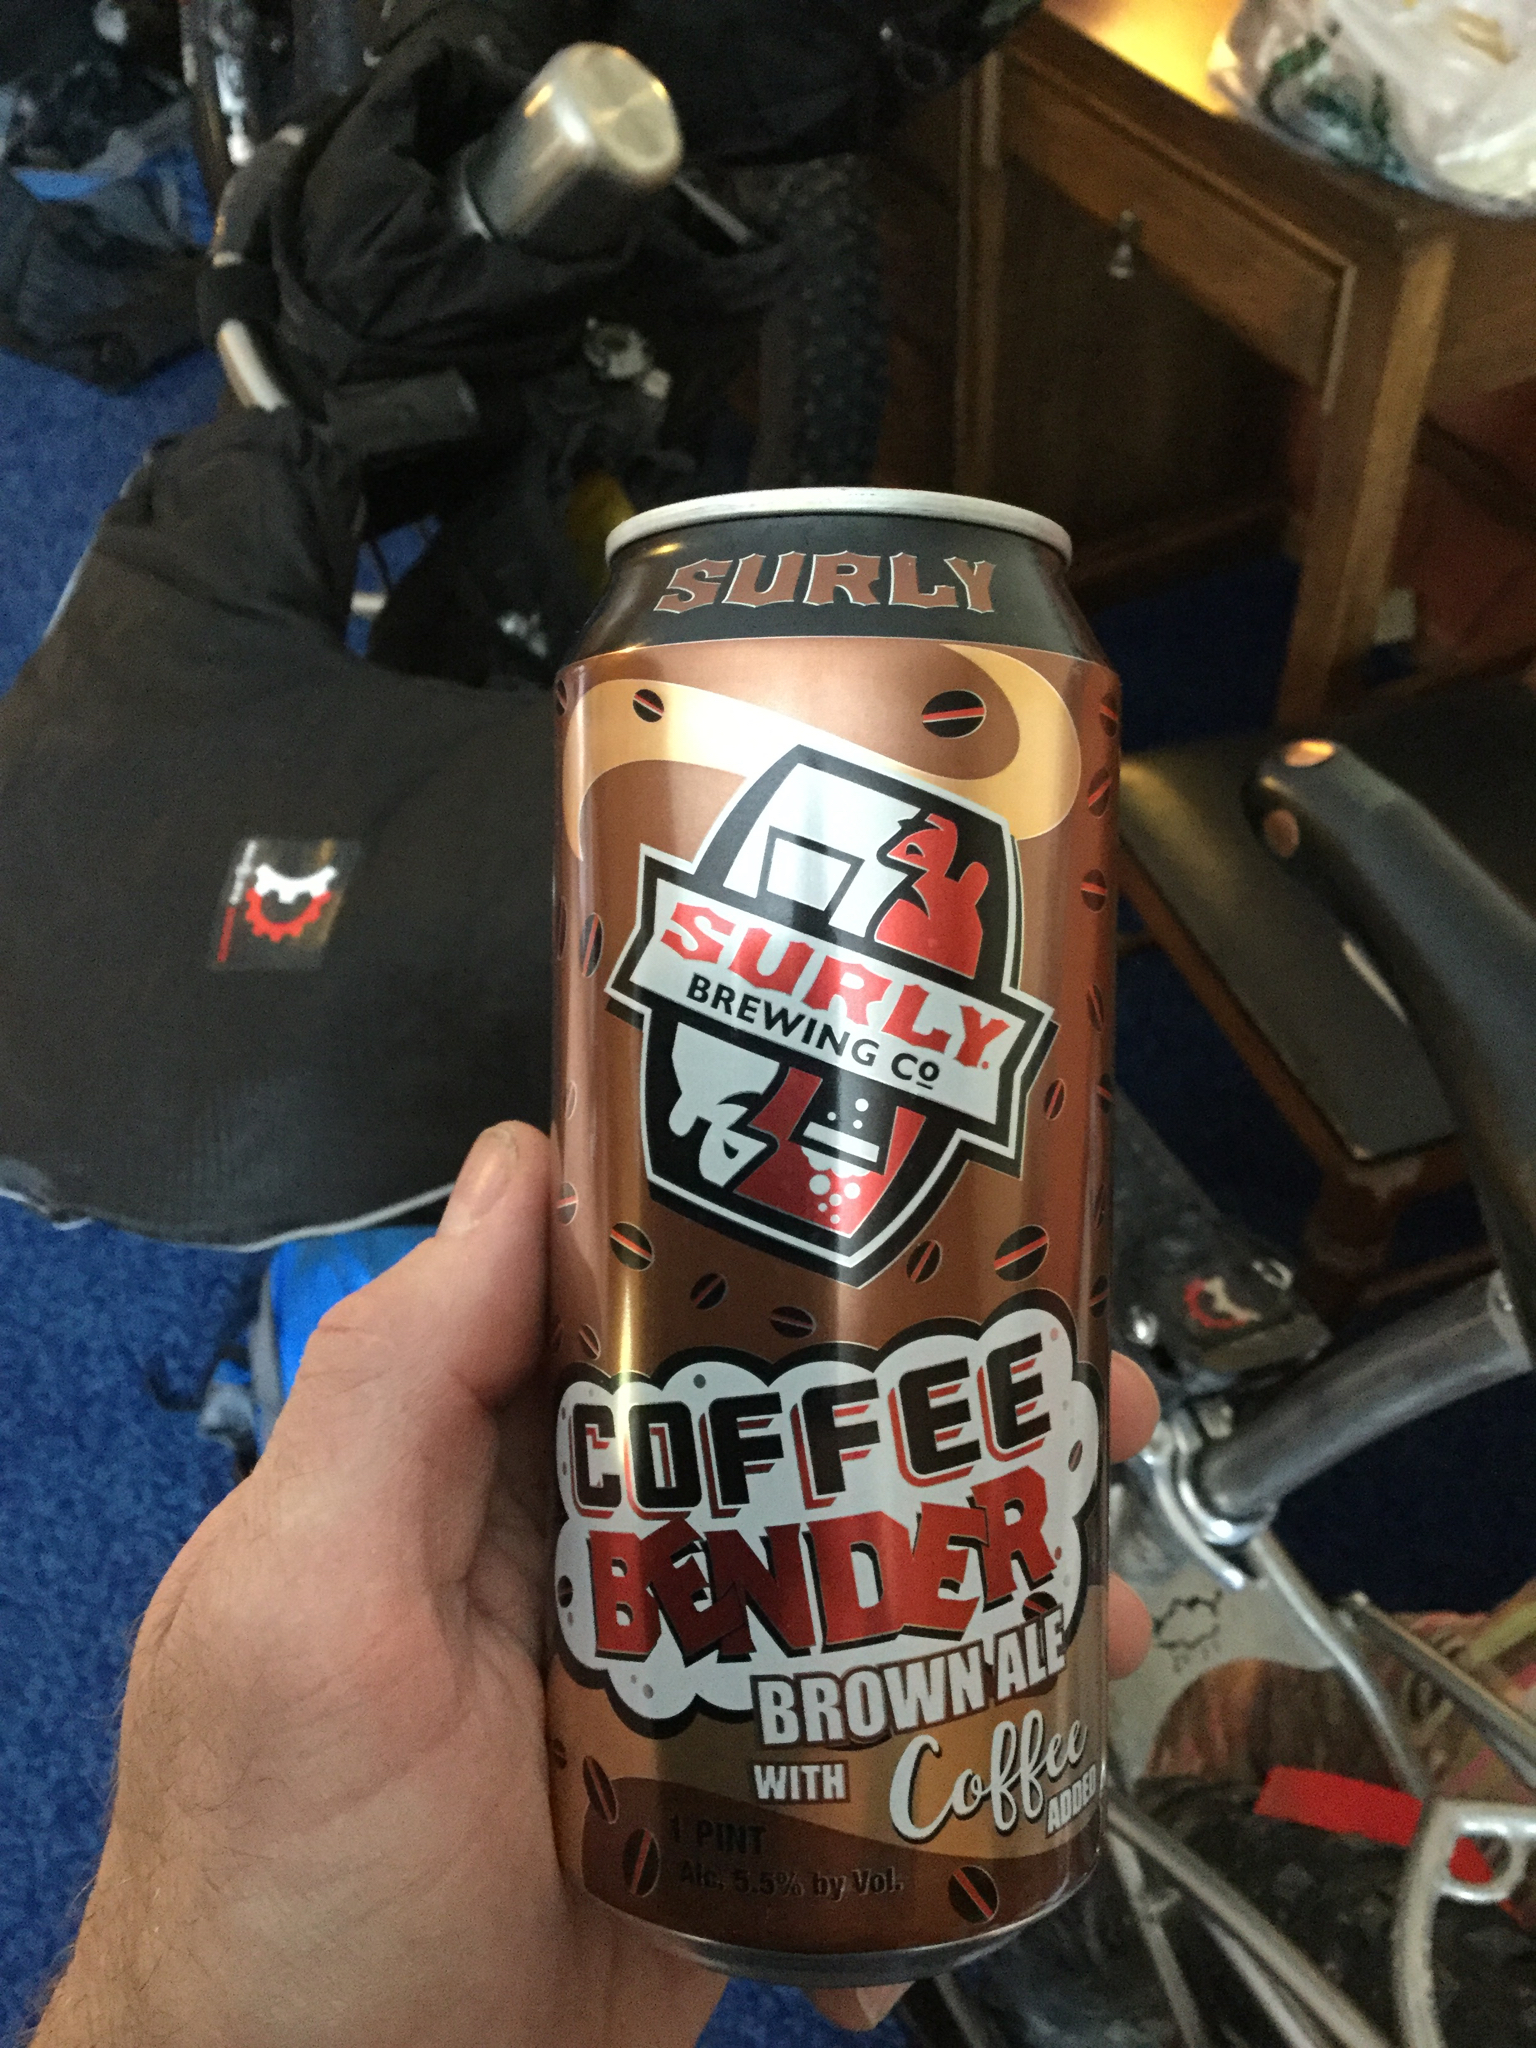 SURLY
SURLY
BREWING Co
COFFEE
BENDER
BROWN ALE
WITH Coffee
ADDED
1 PINT
Alc. 5.5% by Vol.